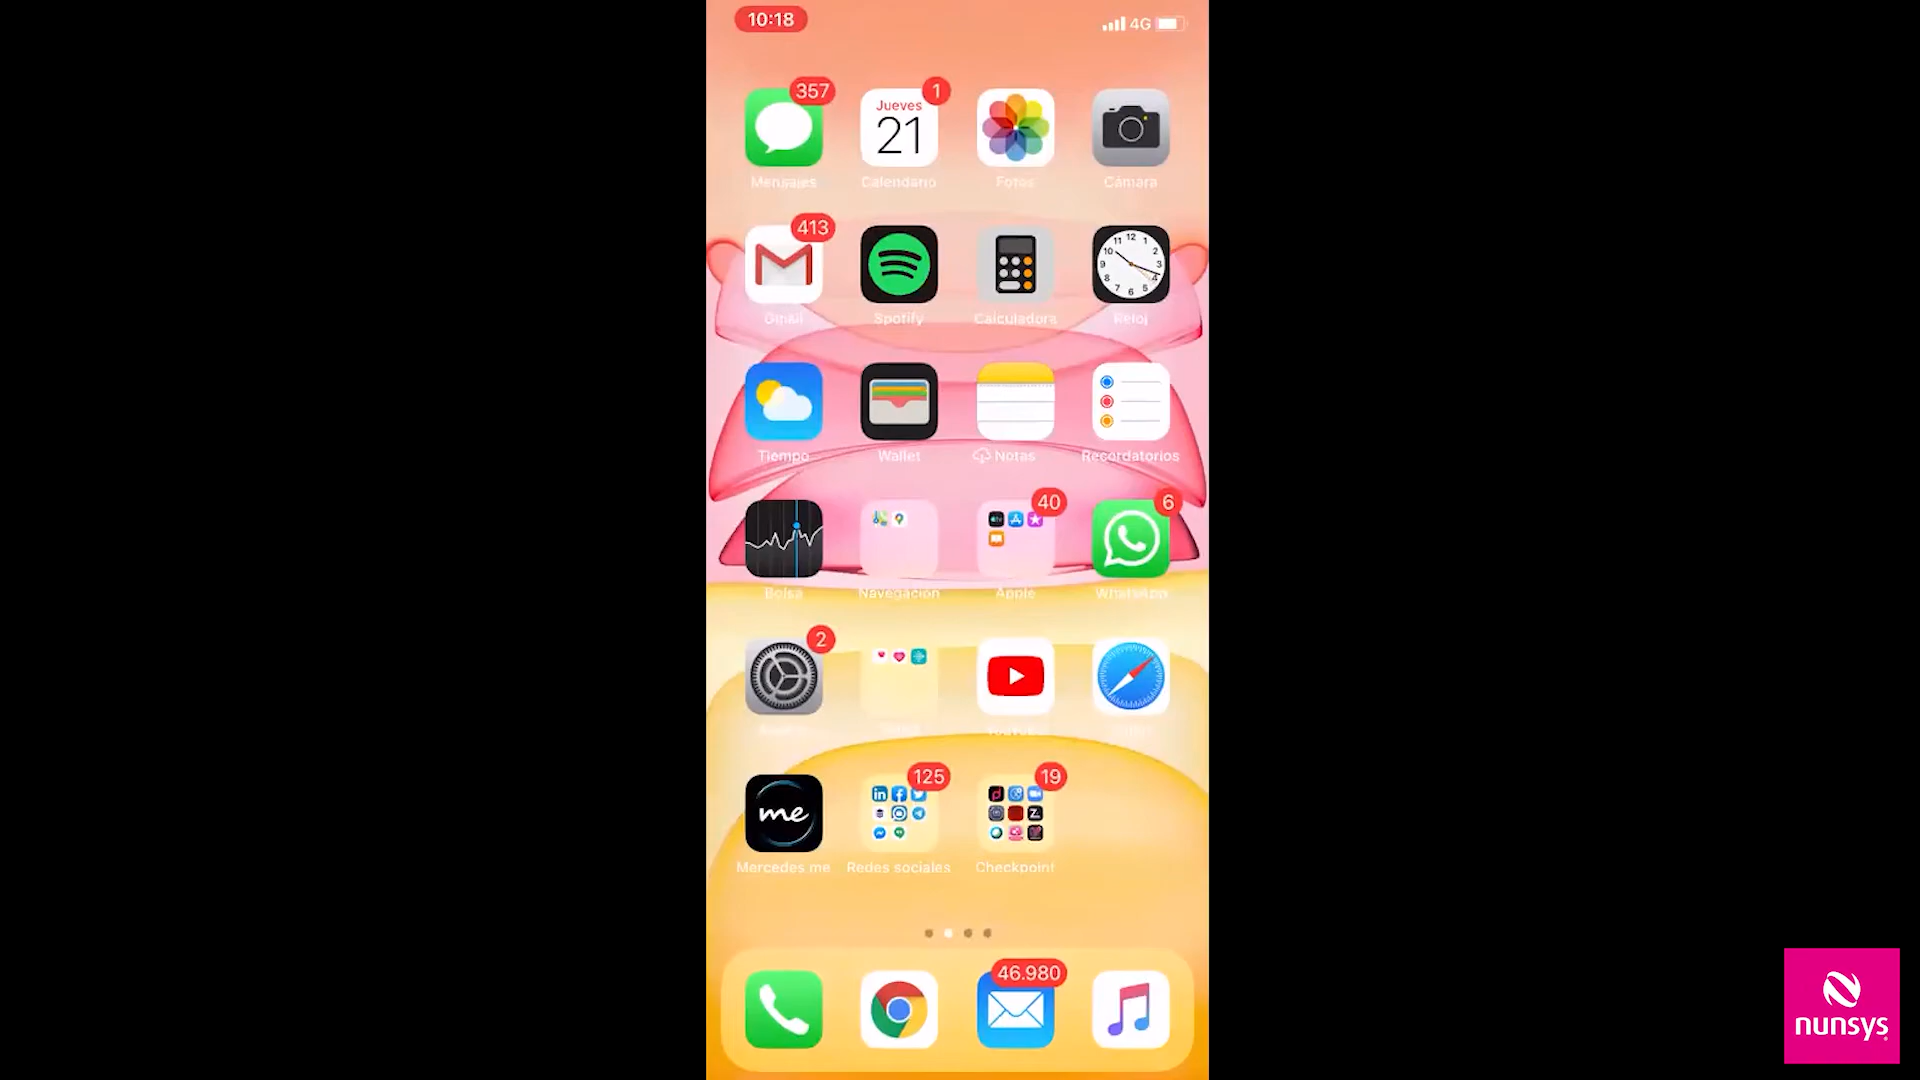 10:18
4G
357
1
Jueves
21
Mensajes
Calendario
Fotos
Cámara
413
Gmail
Spotify
Calculadora
Reloj
Tiempo
Wallet
Notas
Recordatorios
40
6
Bolsa
Navegación
Apple
WhatsApp
2
125
19
me
Mercedes me
Redes sociales
Checkpoint
46.980
nunsys